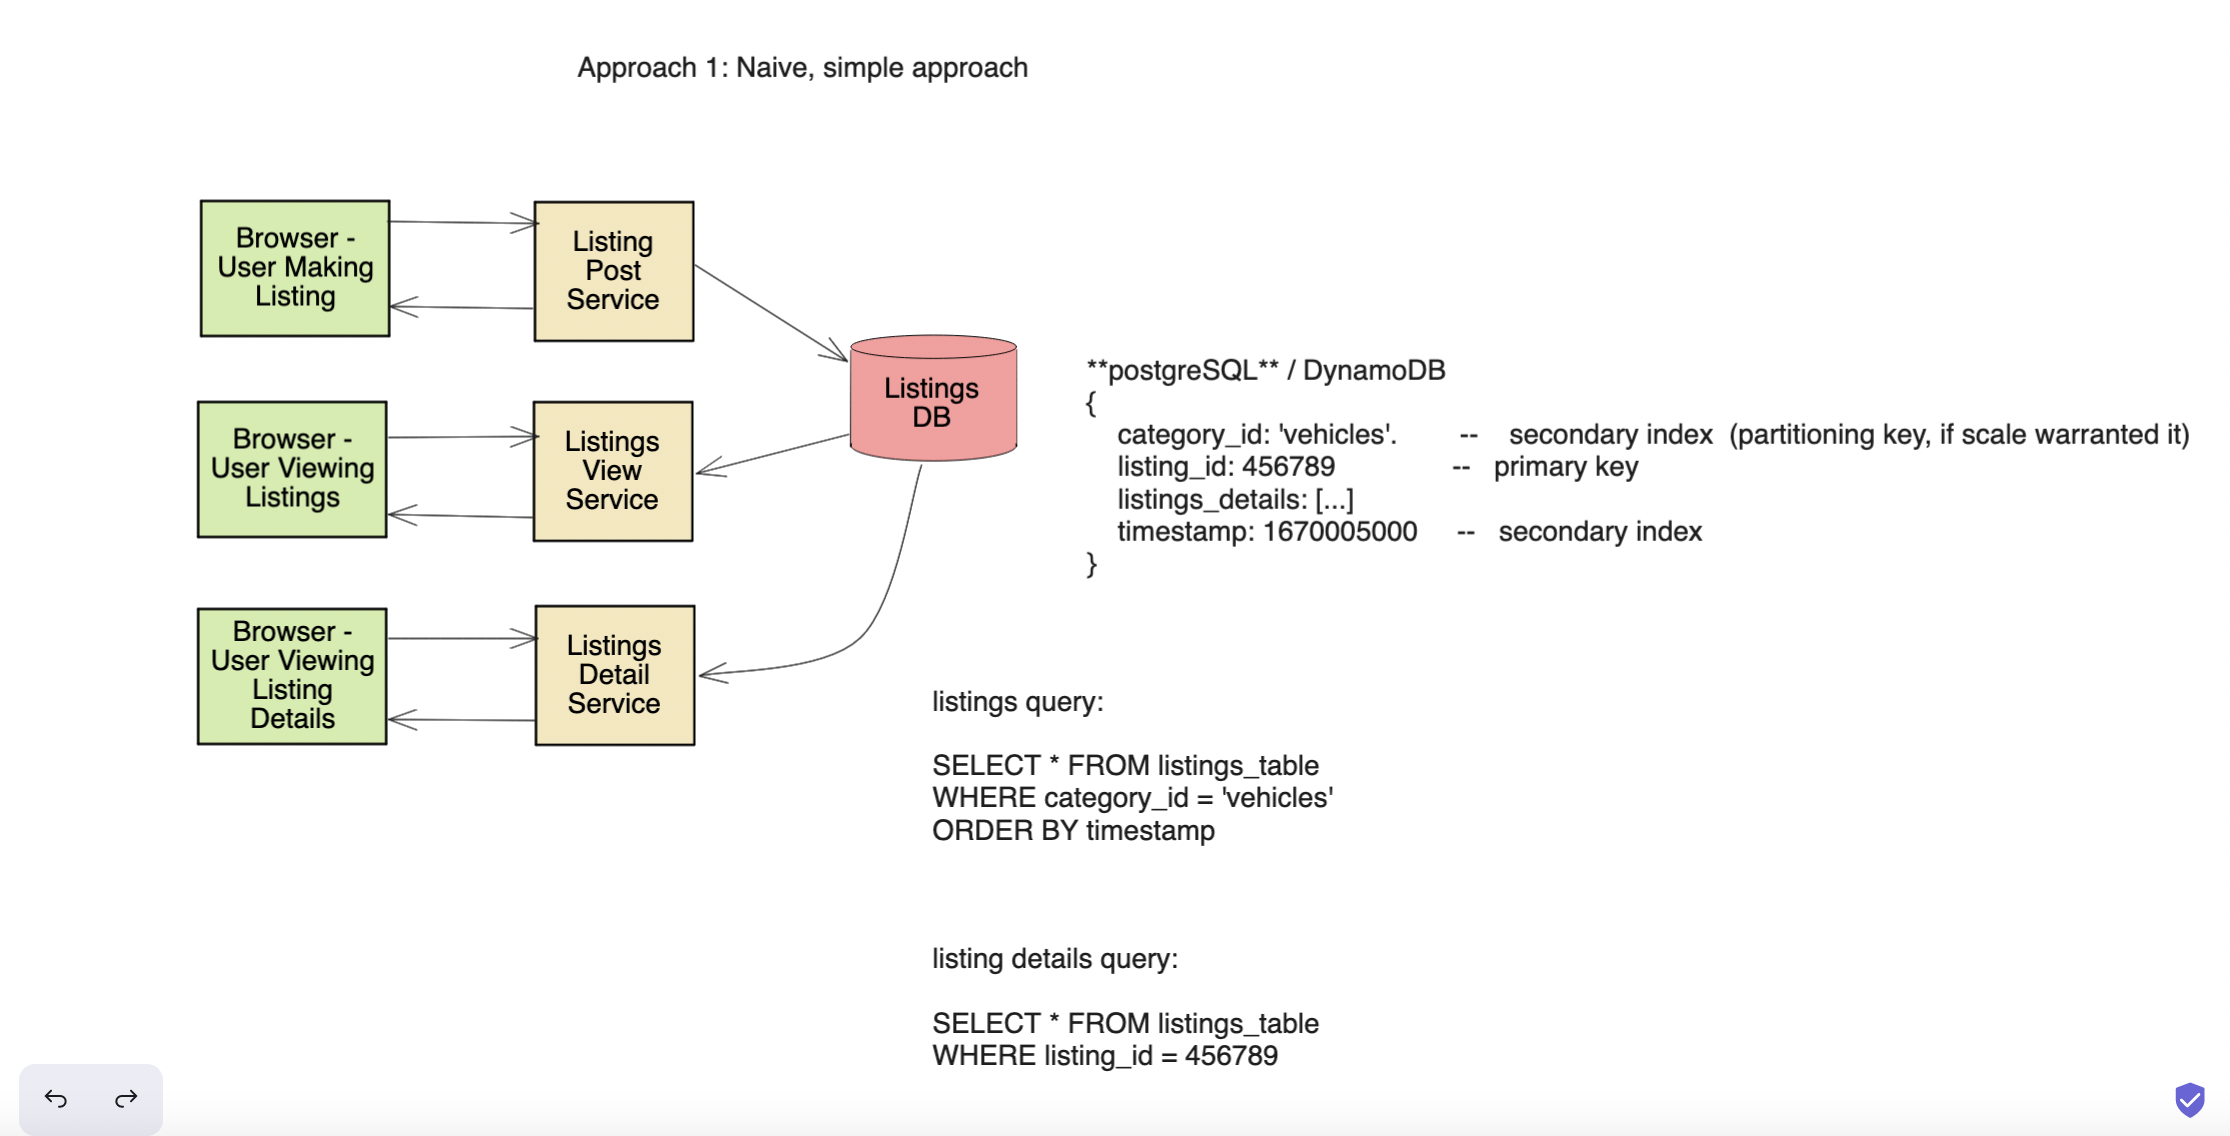 Approach 1: Naive, simple approach
Browser -
User Making
Listing
Listing
Post
Service
Browser -
User Viewing
Listings
Listings
View
Service
Browser -
User Viewing
Listing
Details
Listings
Detail
Service
Listings
DB
**postgreSQL** / DynamoDB
{
category_id: 'vehicles'. -- secondary index (partitioning key, if scale warranted it)
listing_id: 456789 -- primary key
listings_details: [...]
timestamp: 1670005000 -- secondary index
}
listings query:
SELECT * FROM listings_table
WHERE category_id = 'vehicles'
ORDER BY timestamp
listing details query:
SELECT * FROM listings_table
WHERE listing_id = 456789